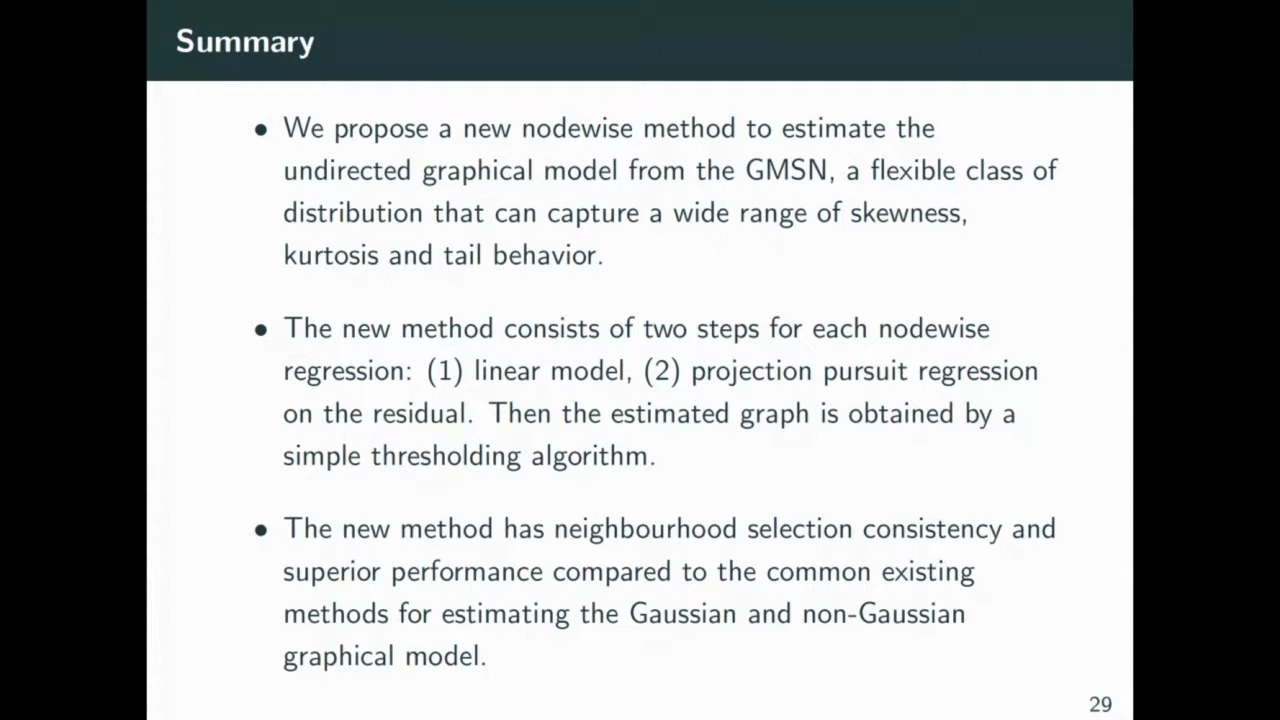 Summary
• We propose a new nodewise method to estimate the
undirected graphical model from the GMSN, a flexible class of
distribution that can capture a wide range of skewness,
kurtosis and tail behavior.
• The new method consists of two steps for each nodewise
regression: (1) linear model, (2) projection pursuit regression
on the residual. Then the estimated graph is obtained by a
simple thresholding algorithm.
• The new method has neighbourhood selection consistency and
superior performance compared to the common existing
methods for estimating the Gaussian and non-Gaussian
graphical model.
29